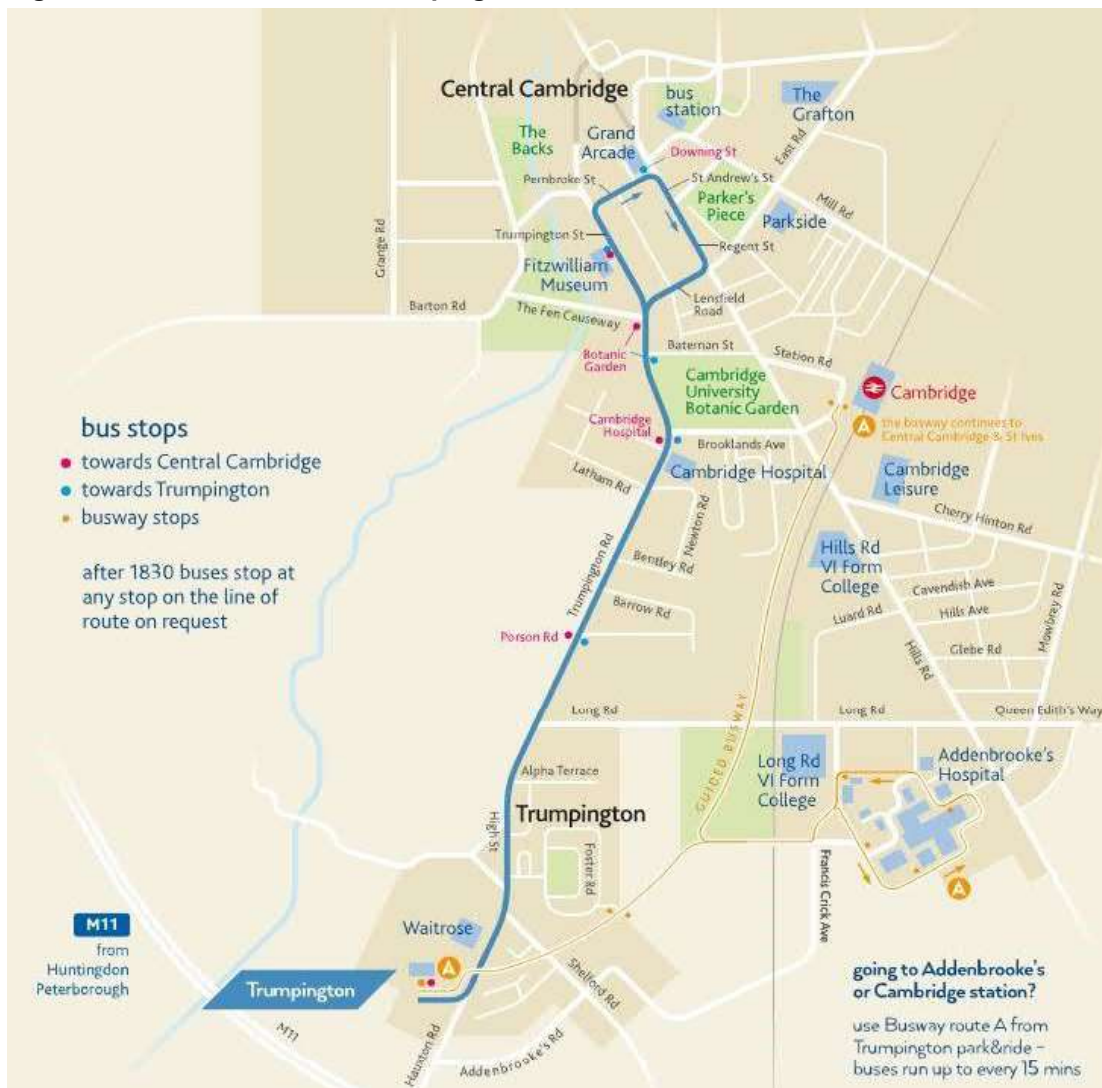 Central Cambridge
bus
station
The
Grafton
The
Backs
Grand
Arcade
Downing St
East Rd
Pembroke St
St Andrew's St
Parker's
Piece
Parkside
Mill Rd
Grange Rd
Trumpington St
Regent St
Fitzwilliam
Museum
Barton Rd
The Fen Causeway
Lensfield
Road
Bateman St
Station Rd
Botanic
Garden
Cambridge
University
Botanic Garden
Cambridge
A
the busway continues to
Central Cambridge & St Ives
bus stops
towards Central Cambridge
towards Trumpington
busway stops
after 1830 buses stop at
any stop on the line of
route on request
Cambridge
Hospital
Brooklands Ave
Cambridge Hospital
Cambridge
Leisure
Latham Rd
Newton Rd
Cherry Hinton Rd
Hills Rd
VI Form
College
Bentley Rd
Trumpington Rd
Cavendish Ave
Mowbrey Rd
Barrow Rd
Luard Rd
Hills Ave
Porson Rd
Hills Rd
Glebe Rd
Long Rd
Long Rd
Queen Edith's Way
GUIDED BUSWAY
Long Rd
VI Form
College
Addenbrooke's
Hospital
Alpha Terrace
High St
Trumpington
Foster Rd
Francis Crick Ave
A
M11
from
Huntingdon
Peterborough
Waitrose
A
Trumpington
Shelford Rd
M11
Hauxton Rd
Addenbrooke's Rd
going to Addenbrooke's
or Cambridge station?
use Busway route A from
Trumpington park&ride –
buses run up to every 15 mins